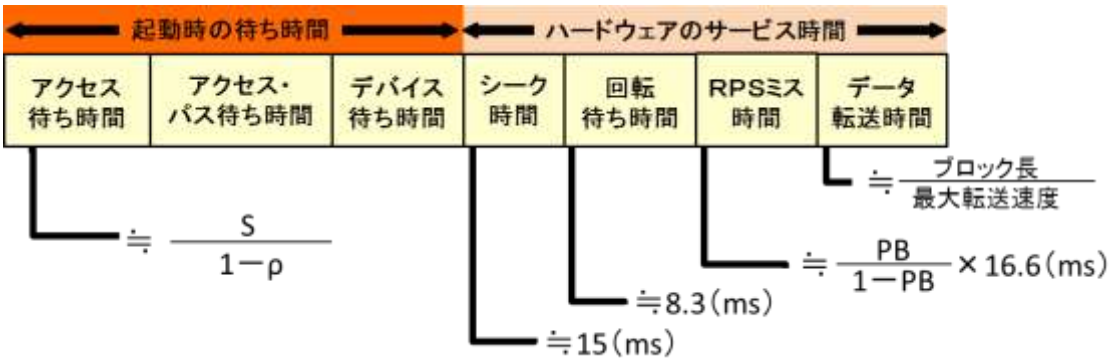 起動時の待ち時間 ハードウェアのサービス時間
アクセス待ち時間
アクセス・パス待ち時間
デバイス待ち時間
シーク時間
回転待ち時間
RPSミス時間
データ転送時間
≒ ブロック長
最大転送速度
≒ S
1－ρ
≒ PB
1－PB × 16.6(ms)
≒8.3(ms)
≒15(ms)